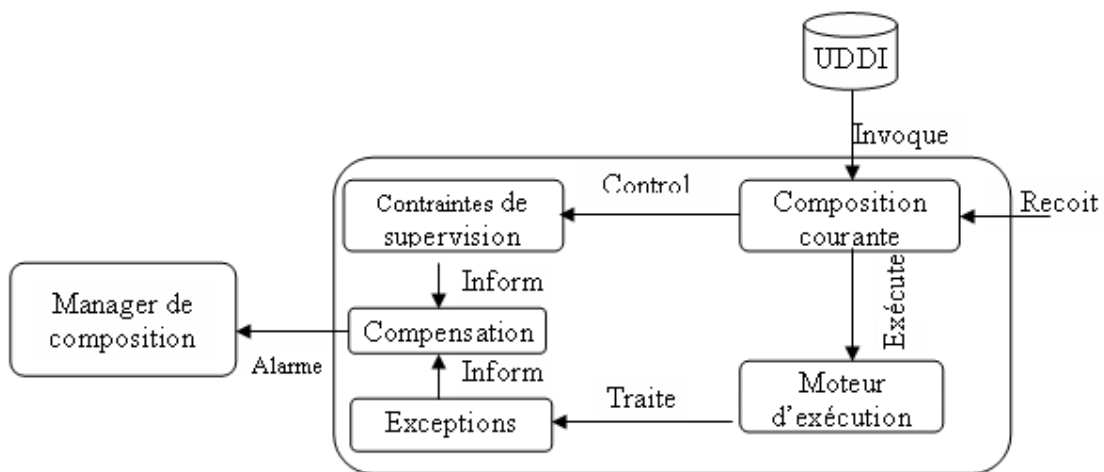 UDDI
Invoque
Contraintes de
supervision
Control
Composition
courante
Recoit
Inform
Exécute
Manager de
composition
Alarme
Compensation
Inform
Exceptions
Traite
Moteur
d'exécution